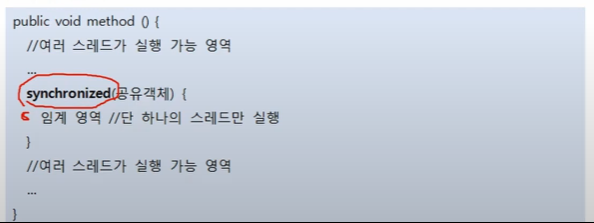 public void method () {
//여러 스레드가 실행 가능 영역
...
synchronized(공유객체) {
임계 영역 //단 하나의 스레드만 실행
}
//여러 스레드가 실행 가능 영역
...
}